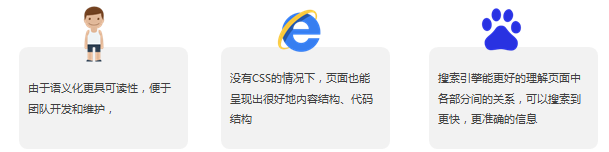 由于语义化更具可读性，便于
团队开发和维护，
没有CSS的情况下，页面也能
呈现出很好地内容结构、代码
结构
搜索引擎能更好的理解页面中
各部分间的关系，可以搜索到
更快，更准确的信息